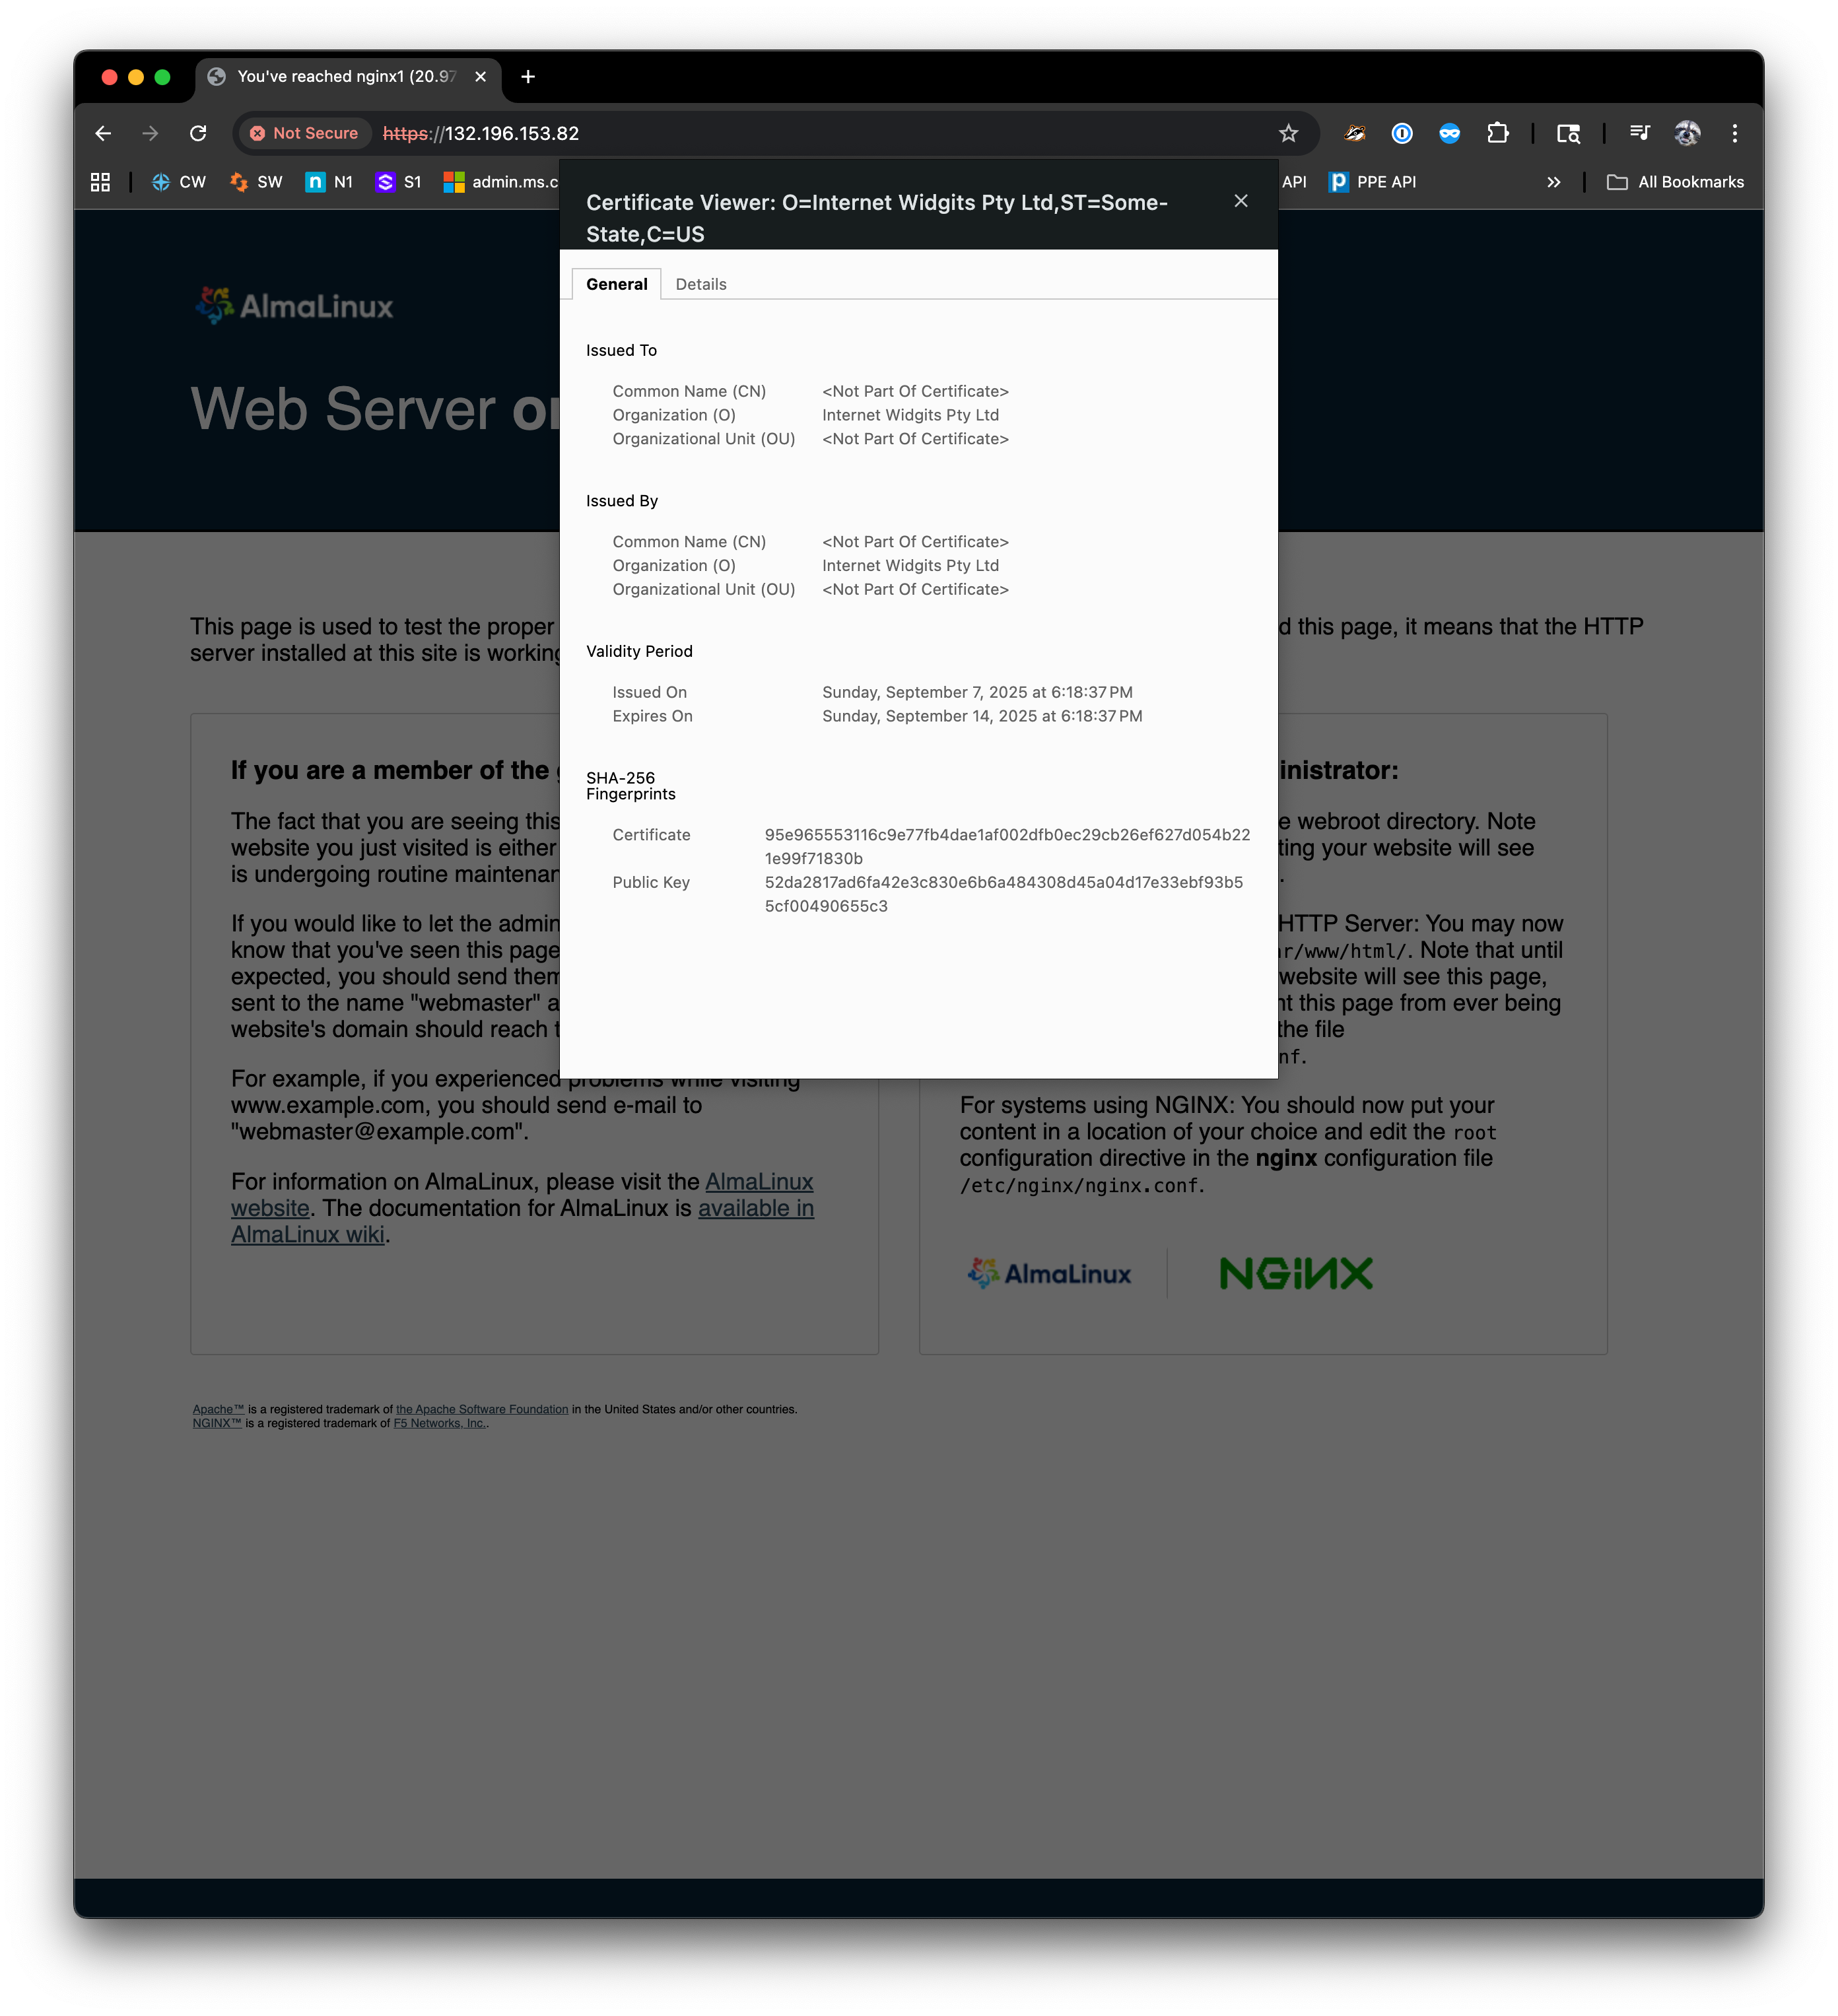 You've reached nginx1 (20.97
Not Secure https://132.196.153.82
CW SW N1 S1 admin.ms.c API PPE API All Bookmarks
Certificate Viewer: O=Internet Widgits Pty Ltd,ST=Some-
State,C=US
General Details
Issued To
Common Name (CN) <Not Part Of Certificate>
Organization (O) Internet Widgits Pty Ltd
Organizational Unit (OU) <Not Part Of Certificate>
Issued By
Common Name (CN) <Not Part Of Certificate>
Organization (O) Internet Widgits Pty Ltd
Organizational Unit (OU) <Not Part Of Certificate>
Validity Period
Issued On Sunday, September 7, 2025 at 6:18:37 PM
Expires On Sunday, September 14, 2025 at 6:18:37 PM
SHA-256
Fingerprints
Certificate 95e965553116c9e77fb4dae1af002dfb0ec29cb26ef627d054b22
1e99f71830b
Public Key 52da2817ad6fa42e3c830e6b6a484308d45a04d17e33ebf93b5
5cf00490655c3
AlmaLinux
Web Server
This page is used to test the proper
d this page, it means that the HTTP
server installed at this site is working
If you are a member of the
The fact that you are seeing this
website you just visited is either
is undergoing routine maintenan
If you would like to let the admin
know that you've seen this page
expected, you should send them
sent to the name "webmaster" a
website's domain should reach t
For example, if you experienced problems while visiting
www.example.com, you should send e-mail to
"webmaster@example.com".
For information on AlmaLinux, please visit the AlmaLinux
website. The documentation for AlmaLinux is available in
AlmaLinux wiki.
inistrator:
e webroot directory. Note
ting your website will see
.
HTTP Server: You may now
r/www/html/. Note that until
website will see this page,
nt this page from ever being
the file
nf.
For systems using NGINX: You should now put your
content in a location of your choice and edit the root
configuration directive in the nginx configuration file
/etc/nginx/nginx.conf.
AlmaLinux NGINX
Apache™ is a registered trademark of the Apache Software Foundation in the United States and/or other countries.
NGINX™ is a registered trademark of F5 Networks, Inc..